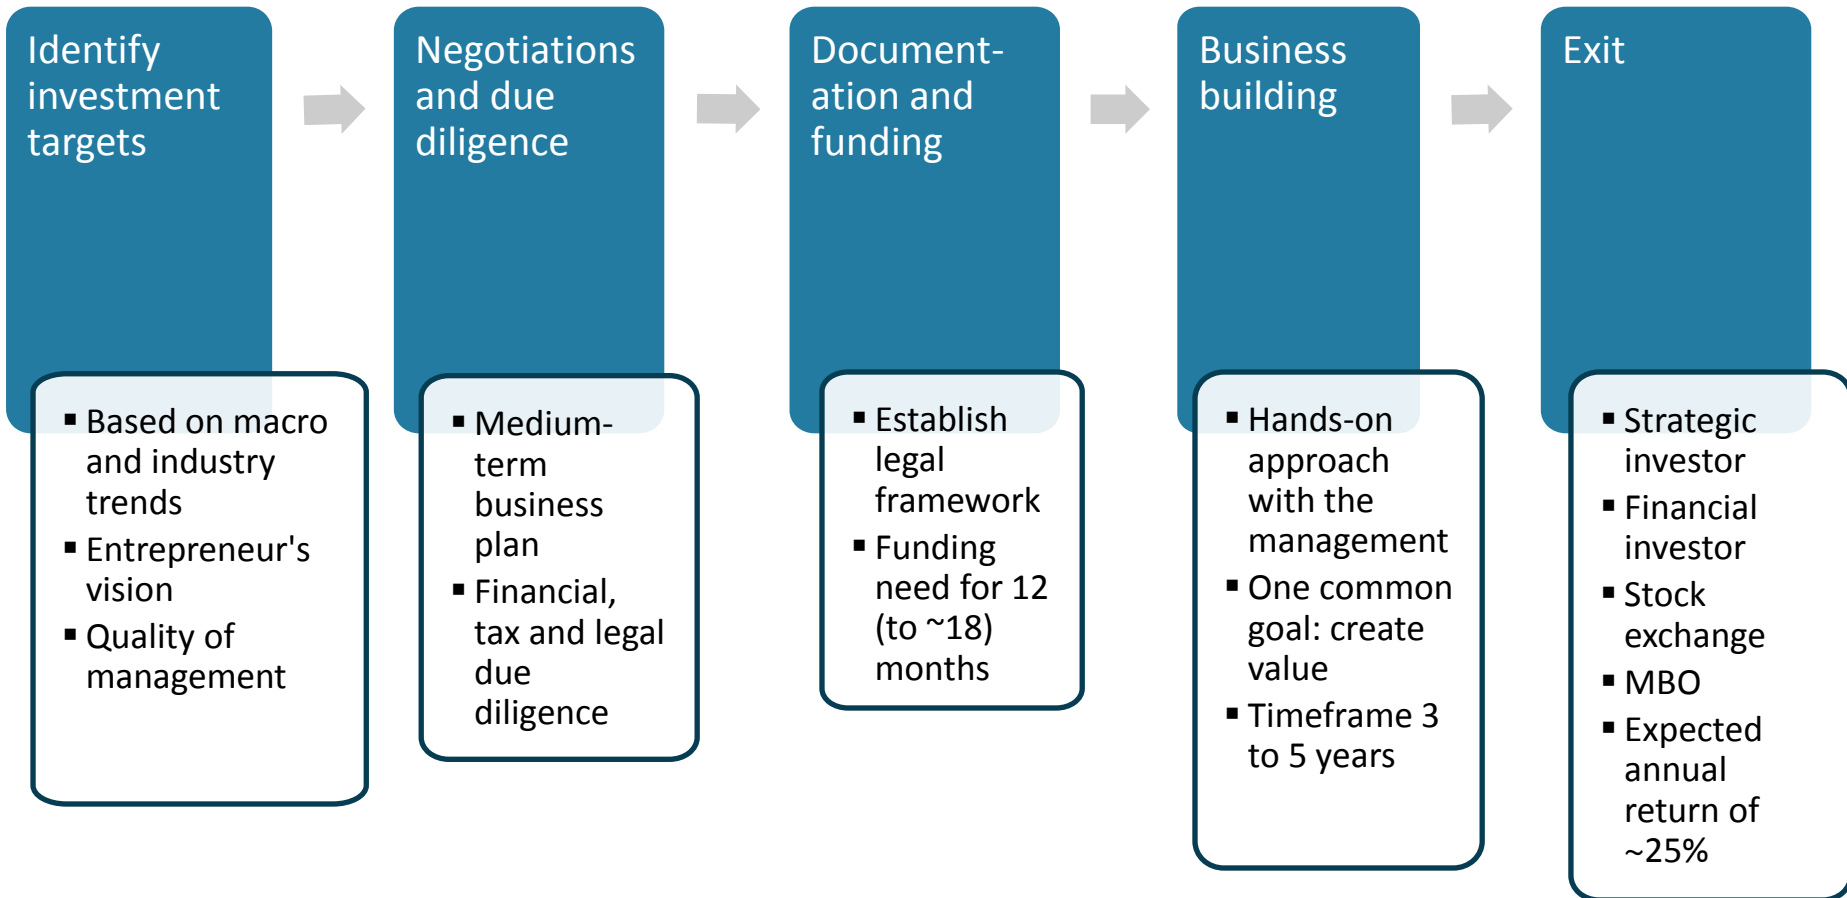 Identify
investment
targets
▪ Based on macro
and industry
trends
▪ Entrepreneur's
vision
▪ Quality of
management
Negotiations
and due
diligence
▪ Medium-
term
business
plan
▪ Financial,
tax and legal
due
diligence
Document-
ation and
funding
▪ Establish
legal
framework
▪ Funding
need for 12
(to ~18)
months
Business
building
▪ Hands-on
approach
with the
management
▪ One common
goal: create
value
▪ Timeframe 3
to 5 years
Exit
▪ Strategic
investor
▪ Financial
investor
▪ Stock
exchange
▪ MBO
▪ Expected
annual
return of
~25%